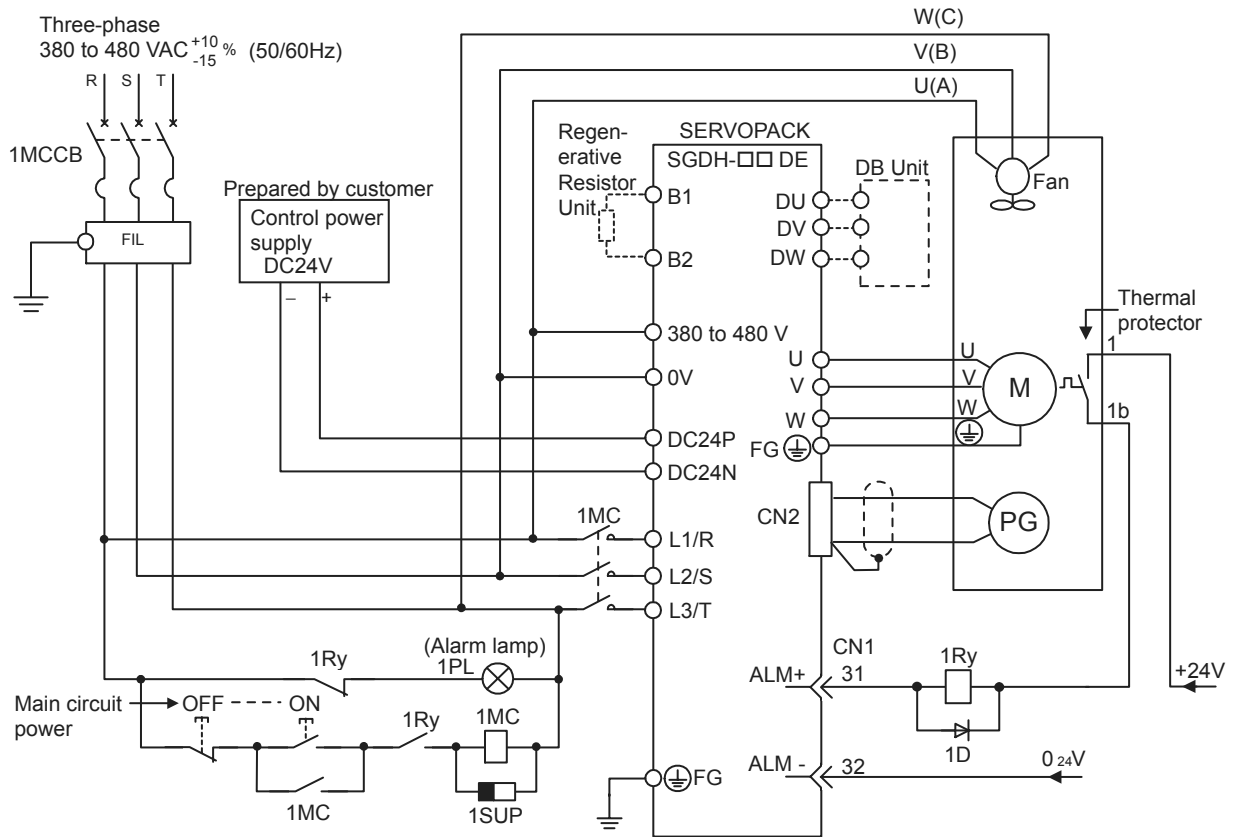 Three-phase
380 to 480 VAC +10 -15 % (50/60Hz)
R S T
1MCCB
FIL
Prepared by customer
Control power
supply
DC24V
– +
Regen-
erative
Resistor
Unit
SERVOPACK
SGDH-□□ DE
B1
B2
380 to 480 V
0V
DC24P
DC24N
1MC
L1/R
L2/S
L3/T
FG
DU
DV
DW
DB Unit
U
V
W
FG
CN2
CN1
ALM+
31
ALM -
32
W(C)
V(B)
U(A)
Fan
Thermal
protector
1
1b
U
V
W
M
PG
1Ry
1D
+24V
0 24V
(Alarm lamp)
1Ry
1PL
Main circuit
power
OFF
ON
1Ry
1MC
1MC
1SUP